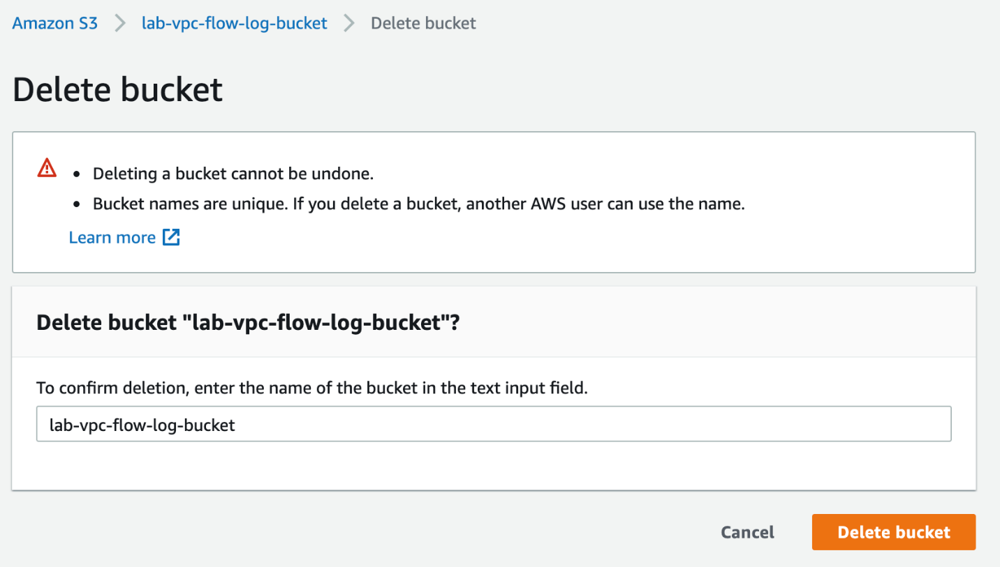 Amazon S3 > lab-vpc-flow-log-bucket > Delete bucket
Delete bucket
• Deleting a bucket cannot be undone.
• Bucket names are unique. If you delete a bucket, another AWS user can use the name.
Learn more
Delete bucket "lab-vpc-flow-log-bucket"?
To confirm deletion, enter the name of the bucket in the text input field.
lab-vpc-flow-log-bucket
Cancel Delete bucket